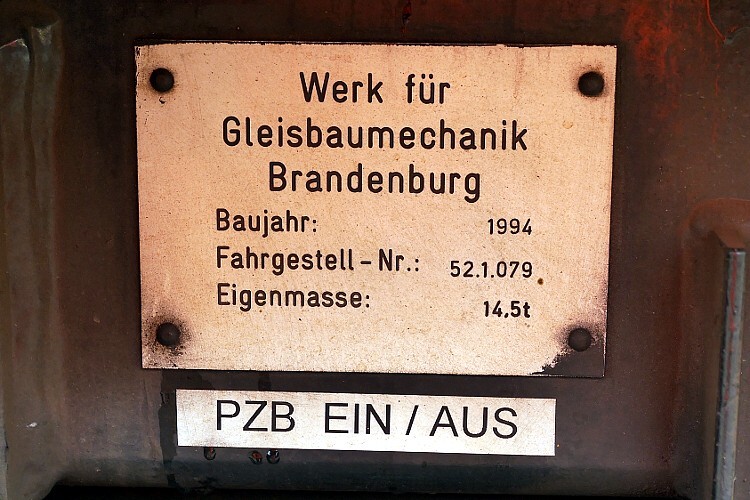 Werk für
Gleisbaumechanik
Brandenburg
Baujahr: 1994
Fahrgestell - Nr.: 52.1.079
Eigenmasse: 14,5t
PZB EIN / AUS